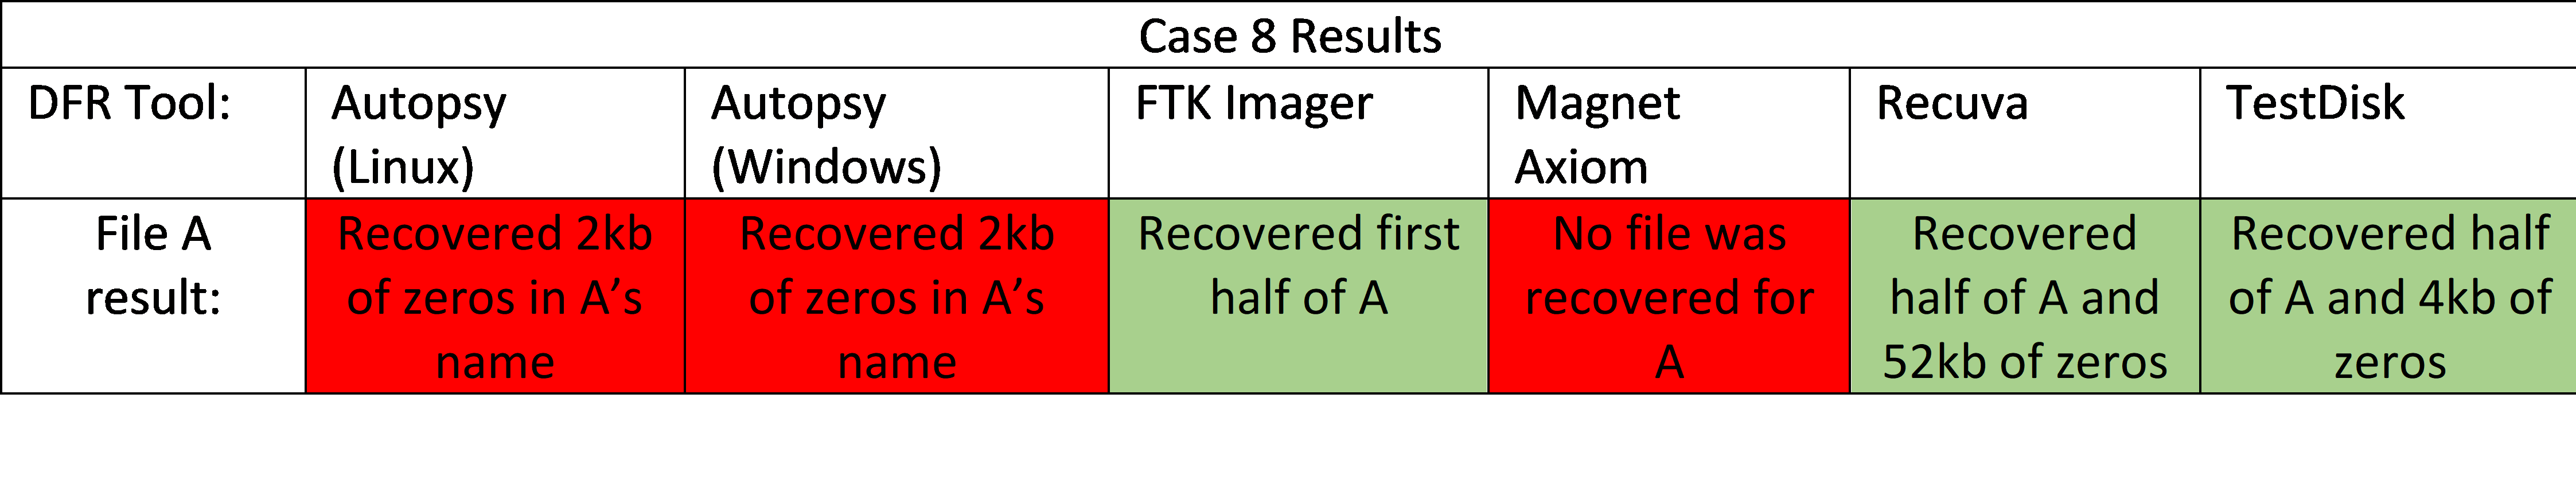 Case 8 Results
DFR Tool:
Autopsy
(Linux)
Autopsy
(Windows)
FTK Imager
Magnet
Axiom
Recuva
TestDisk
File A
result:
Recovered 2kb
of zeros in A’s
name
Recovered 2kb
of zeros in A’s
name
Recovered first
half of A
No file was
recovered for
A
Recovered
half of A and
52kb of zeros
Recovered half
of A and 4kb of
zeros